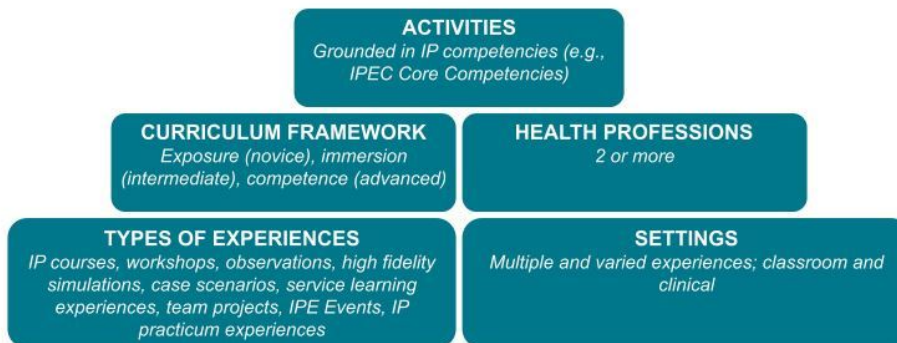 ACTIVITIES
Grounded in IP competencies (e.g.,
IPEC Core Competencies)
CURRICULUM FRAMEWORK
Exposure (novice), immersion
(intermediate), competence (advanced)
HEALTH PROFESSIONS
2 or more
TYPES OF EXPERIENCES
IP courses, workshops, observations, high fidelity
simulations, case scenarios, service learning
experiences, team projects, IPE Events, IP
practicum experiences
SETTINGS
Multiple and varied experiences; classroom and
clinical